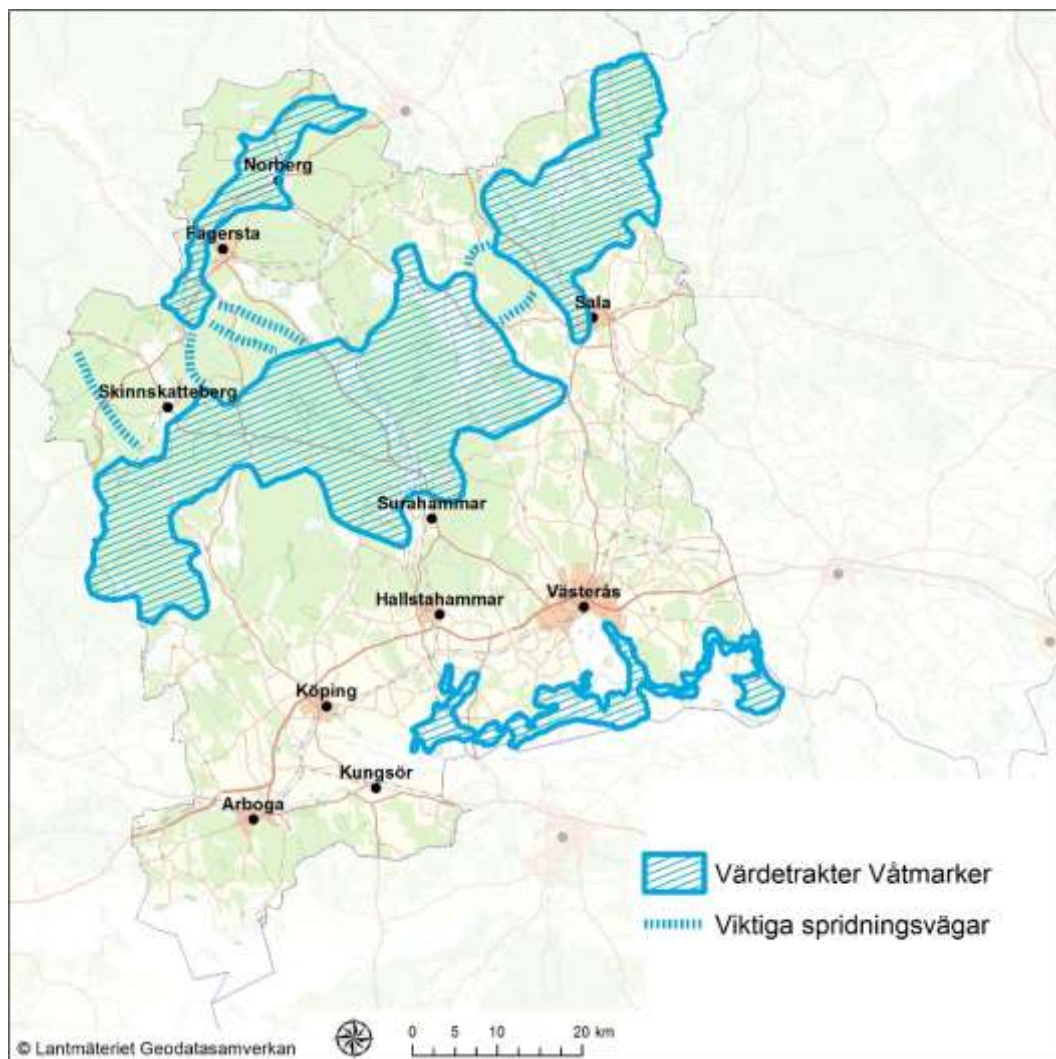 Norberg
Fagersta
Sala
Skinnskatteberg
Surahammar
Hallstahammar
Västerås
Köping
Kungsör
Arboga
Värdetrakter Våtmarker
Viktiga spridningsvägar
0 5 10 20 km
© Lantmäteriet Geodatasamverkan